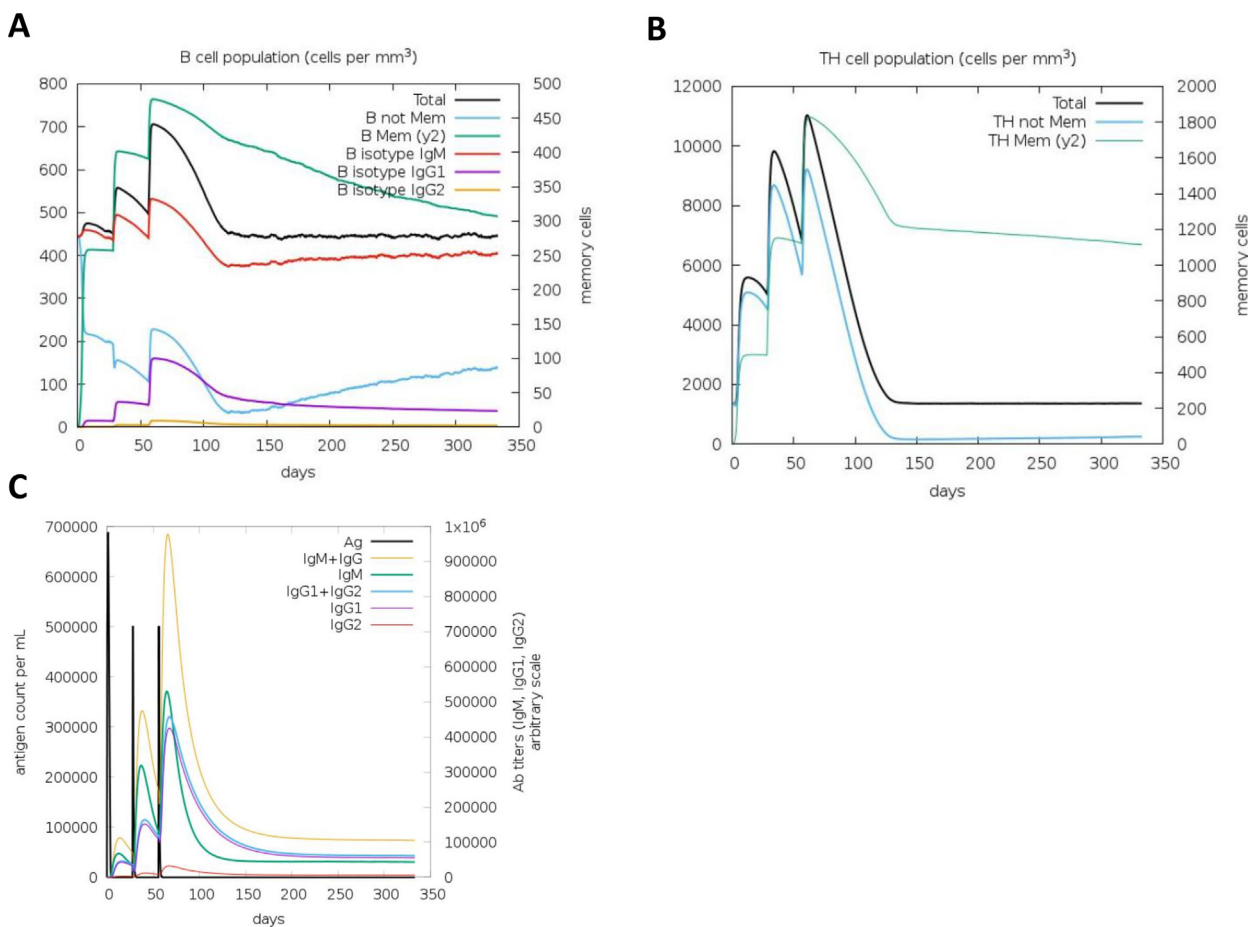 A
B cell population (cells per mm³)
800
700
600
500
400
300
200
100
0
500
450
400
350
300
250
200
150
100
50
0
memory cells
Total
B not Mem
B Mem (y2)
B isotype IgM
B isotype IgG1
B isotype IgG2
0 50 100 150 200 250 300 350
days
B
TH cell population (cells per mm³)
12000
10000
8000
6000
4000
2000
0
2000
1800
1600
1400
1200
1000
800
600
400
200
0
memory cells
Total
TH not Mem
TH Mem (y2)
0 50 100 150 200 250 300 350
days
C
antigen count per mL
700000
600000
500000
400000
300000
200000
100000
0
1×10⁶
900000
800000
700000
600000
500000
400000
300000
200000
100000
0
Ab titers (IgM, IgG1, IgG2)
arbitrary scale
Ag
IgM+IgG
IgM
IgG1+IgG2
IgG1
IgG2
0 50 100 150 200 250 300 350
days